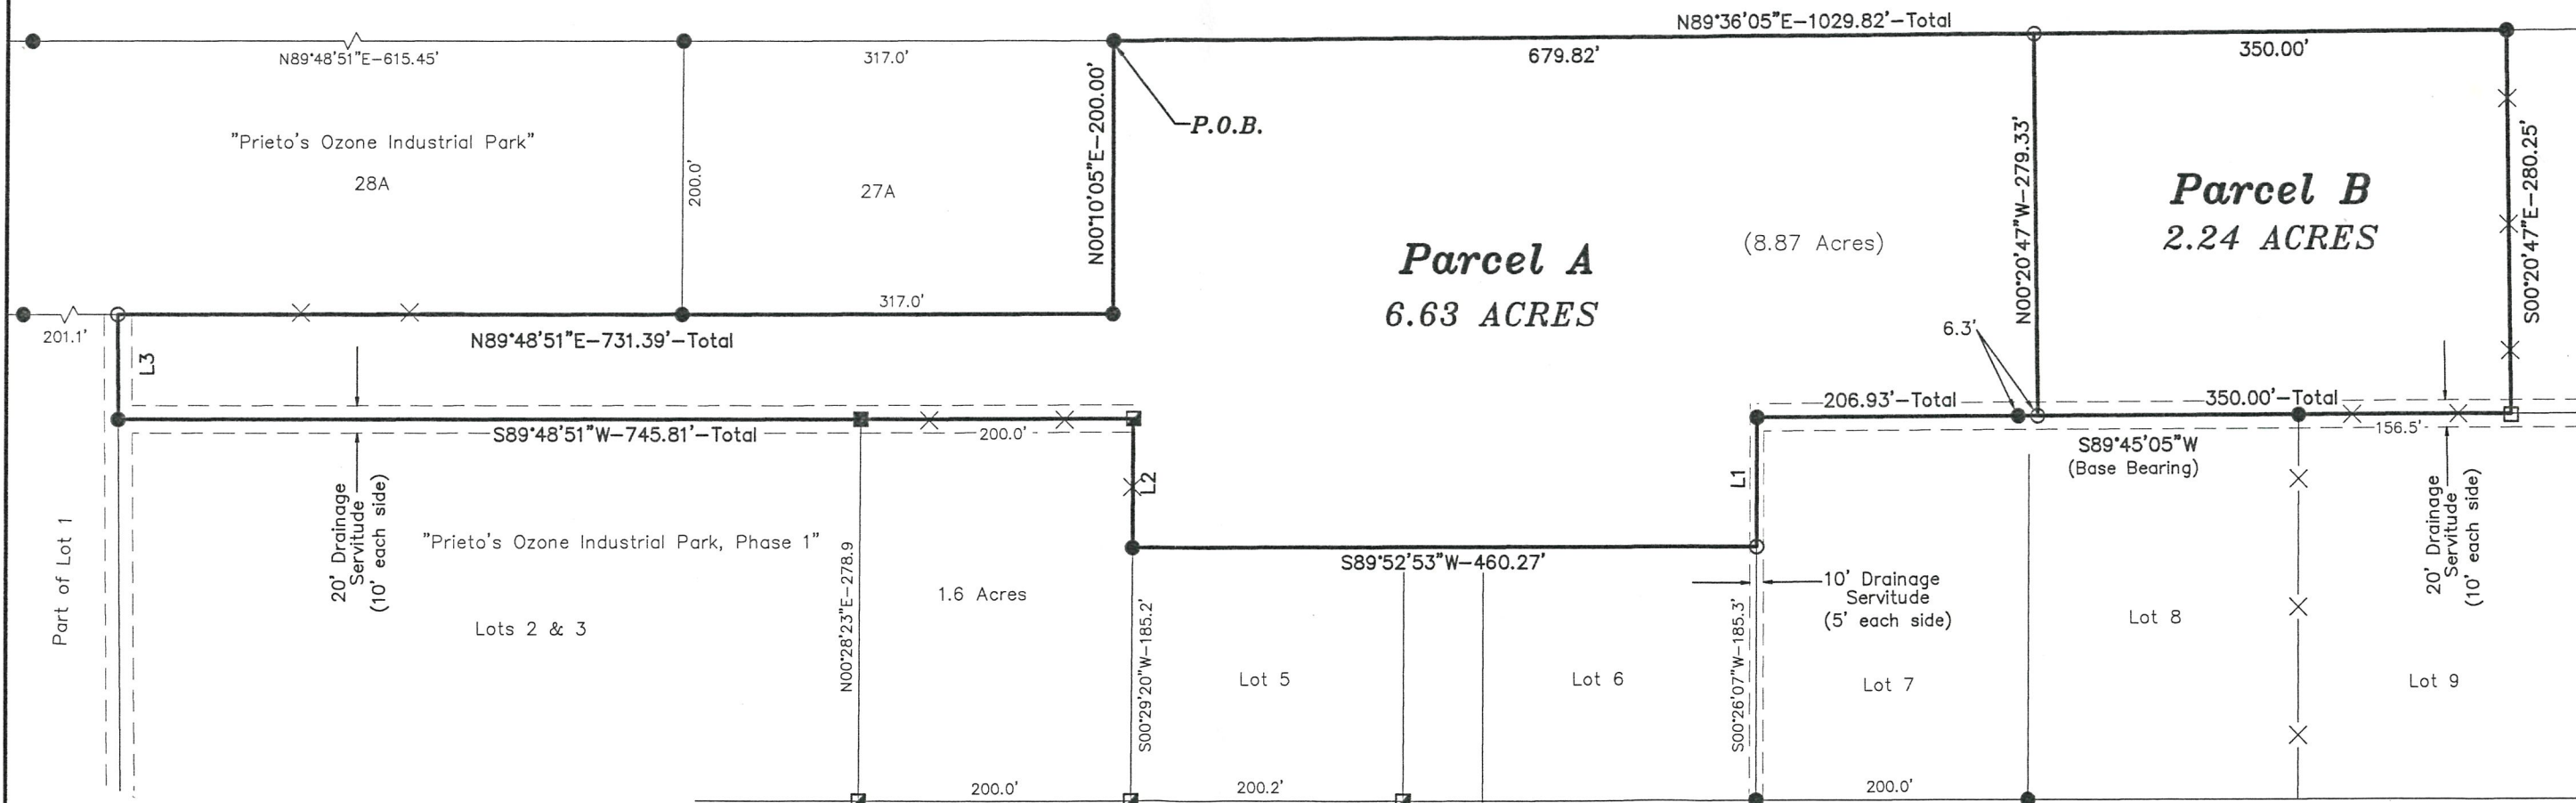 N89°36'05"E-1029.82'-Total
N89°48'51"E-615.45'
317.0'
679.82'
350.00'
P.O.B.
"Prieto's Ozone Industrial Park"
28A
200.0'
27A
N00°10'05"E-200.00'
Parcel A
6.63 ACRES
(8.87 Acres)
N00°20'47"W-279.33'
Parcel B
2.24 ACRES
S00°20'47"E-280.25'
317.0'
201.1'
N89°48'51"E-731.39'-Total
L3
6.3'
206.93'-Total
350.00'-Total
S89°48'51"W-745.81'-Total
200.0'
156.5'
S89°45'05"W
(Base Bearing)
L2
L1
20' Drainage
Servitude
(10' each side)
20' Drainage
Servitude
(10' each side)
Part of Lot 1
"Prieto's Ozone Industrial Park, Phase 1"
Lots 2 & 3
N00°28'23"E-278.9
1.6 Acres
S89°52'53"W-460.27'
S00°29'20"W-185.2'
Lot 5
Lot 6
S00°26'07"W-185.3'
10' Drainage
Servitude
(5' each side)
Lot 7
Lot 8
Lot 9
200.0'
200.2'
200.0'